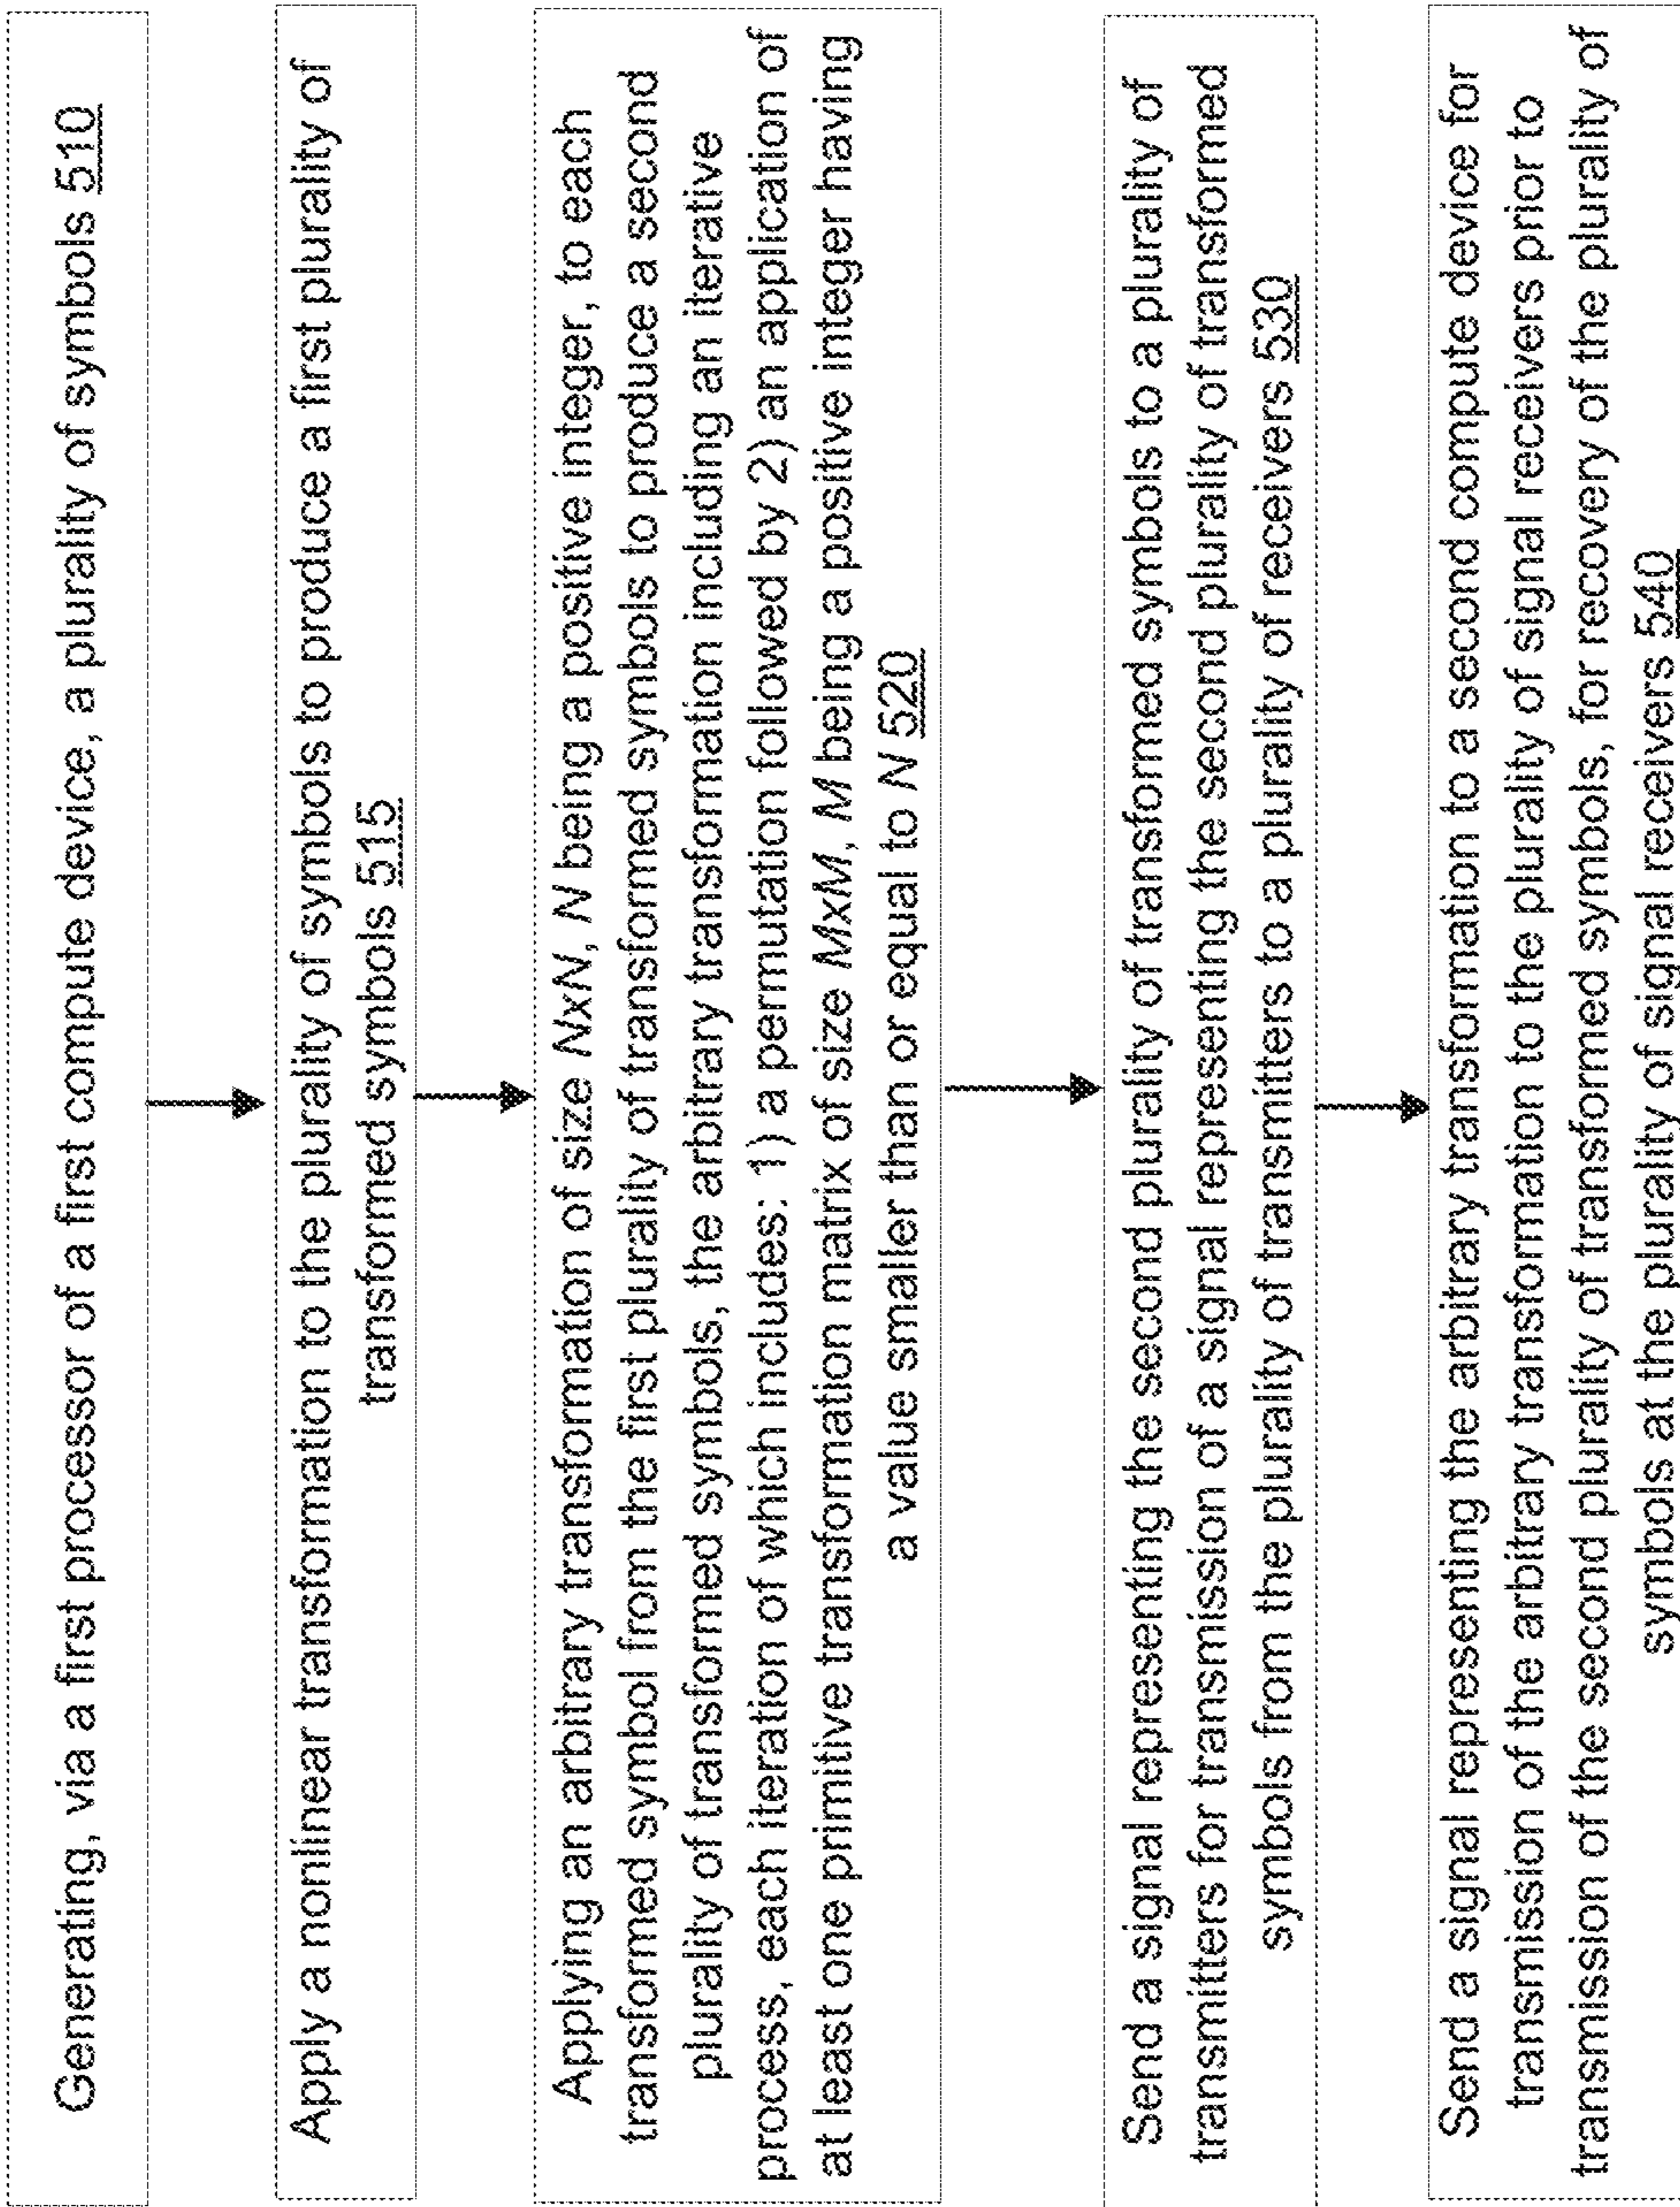 Generating, via a first processor of a first compute device, a plurality of symbols 510
Apply a nonlinear transformation to the plurality of symbols to produce a first plurality of
transformed symbols 515
Applying an arbitrary transformation of size NxN, N being a positive integer, to each
transformed symbol from the first plurality of transformed symbols to produce a second
plurality of transformed symbols, the arbitrary transformation including an iterative
process, each iteration of which includes: 1) a permutation followed by 2) an application of
at least one primitive transformation matrix of size MxM, M being a positive integer having
a value smaller than or equal to N 520
Send a signal representing the second plurality of transformed symbols to a plurality of
transmitters for transmission of a signal representing the second plurality of transformed
symbols from the plurality of transmitters to a plurality of receivers 530
Send a signal representing the arbitrary transformation to a second compute device for
transmission of the arbitrary transformation to the plurality of signal receivers prior to
transmission of the second plurality of transformed symbols, for recovery of the plurality of
symbols at the plurality of signal receivers 540